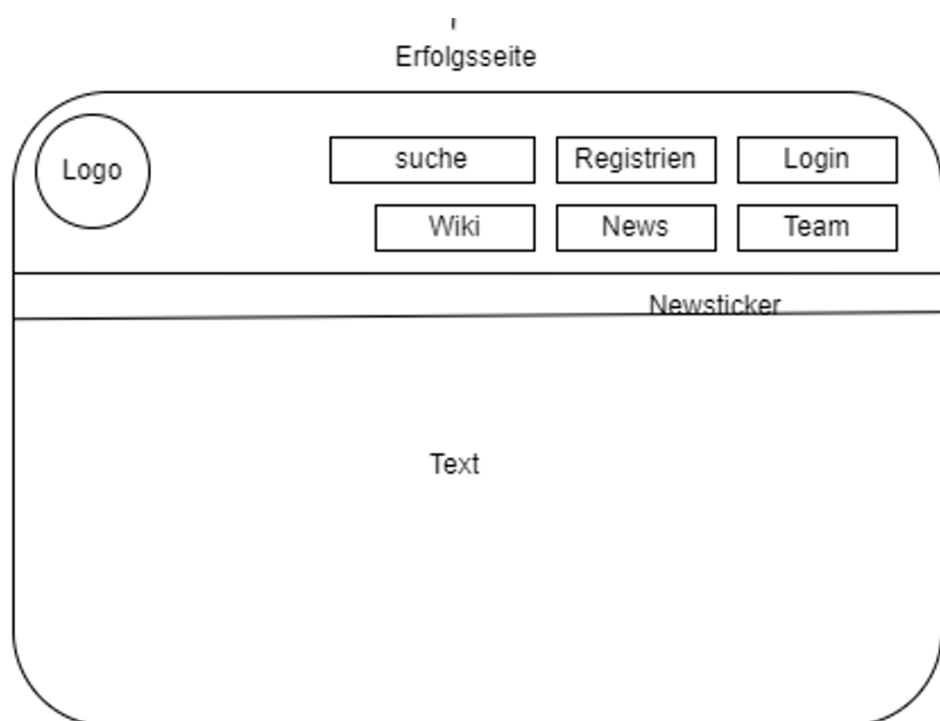 Erfolgsseite
Logo
suche
Registrien
Login
Wiki
News
Team
Newsticker
Text